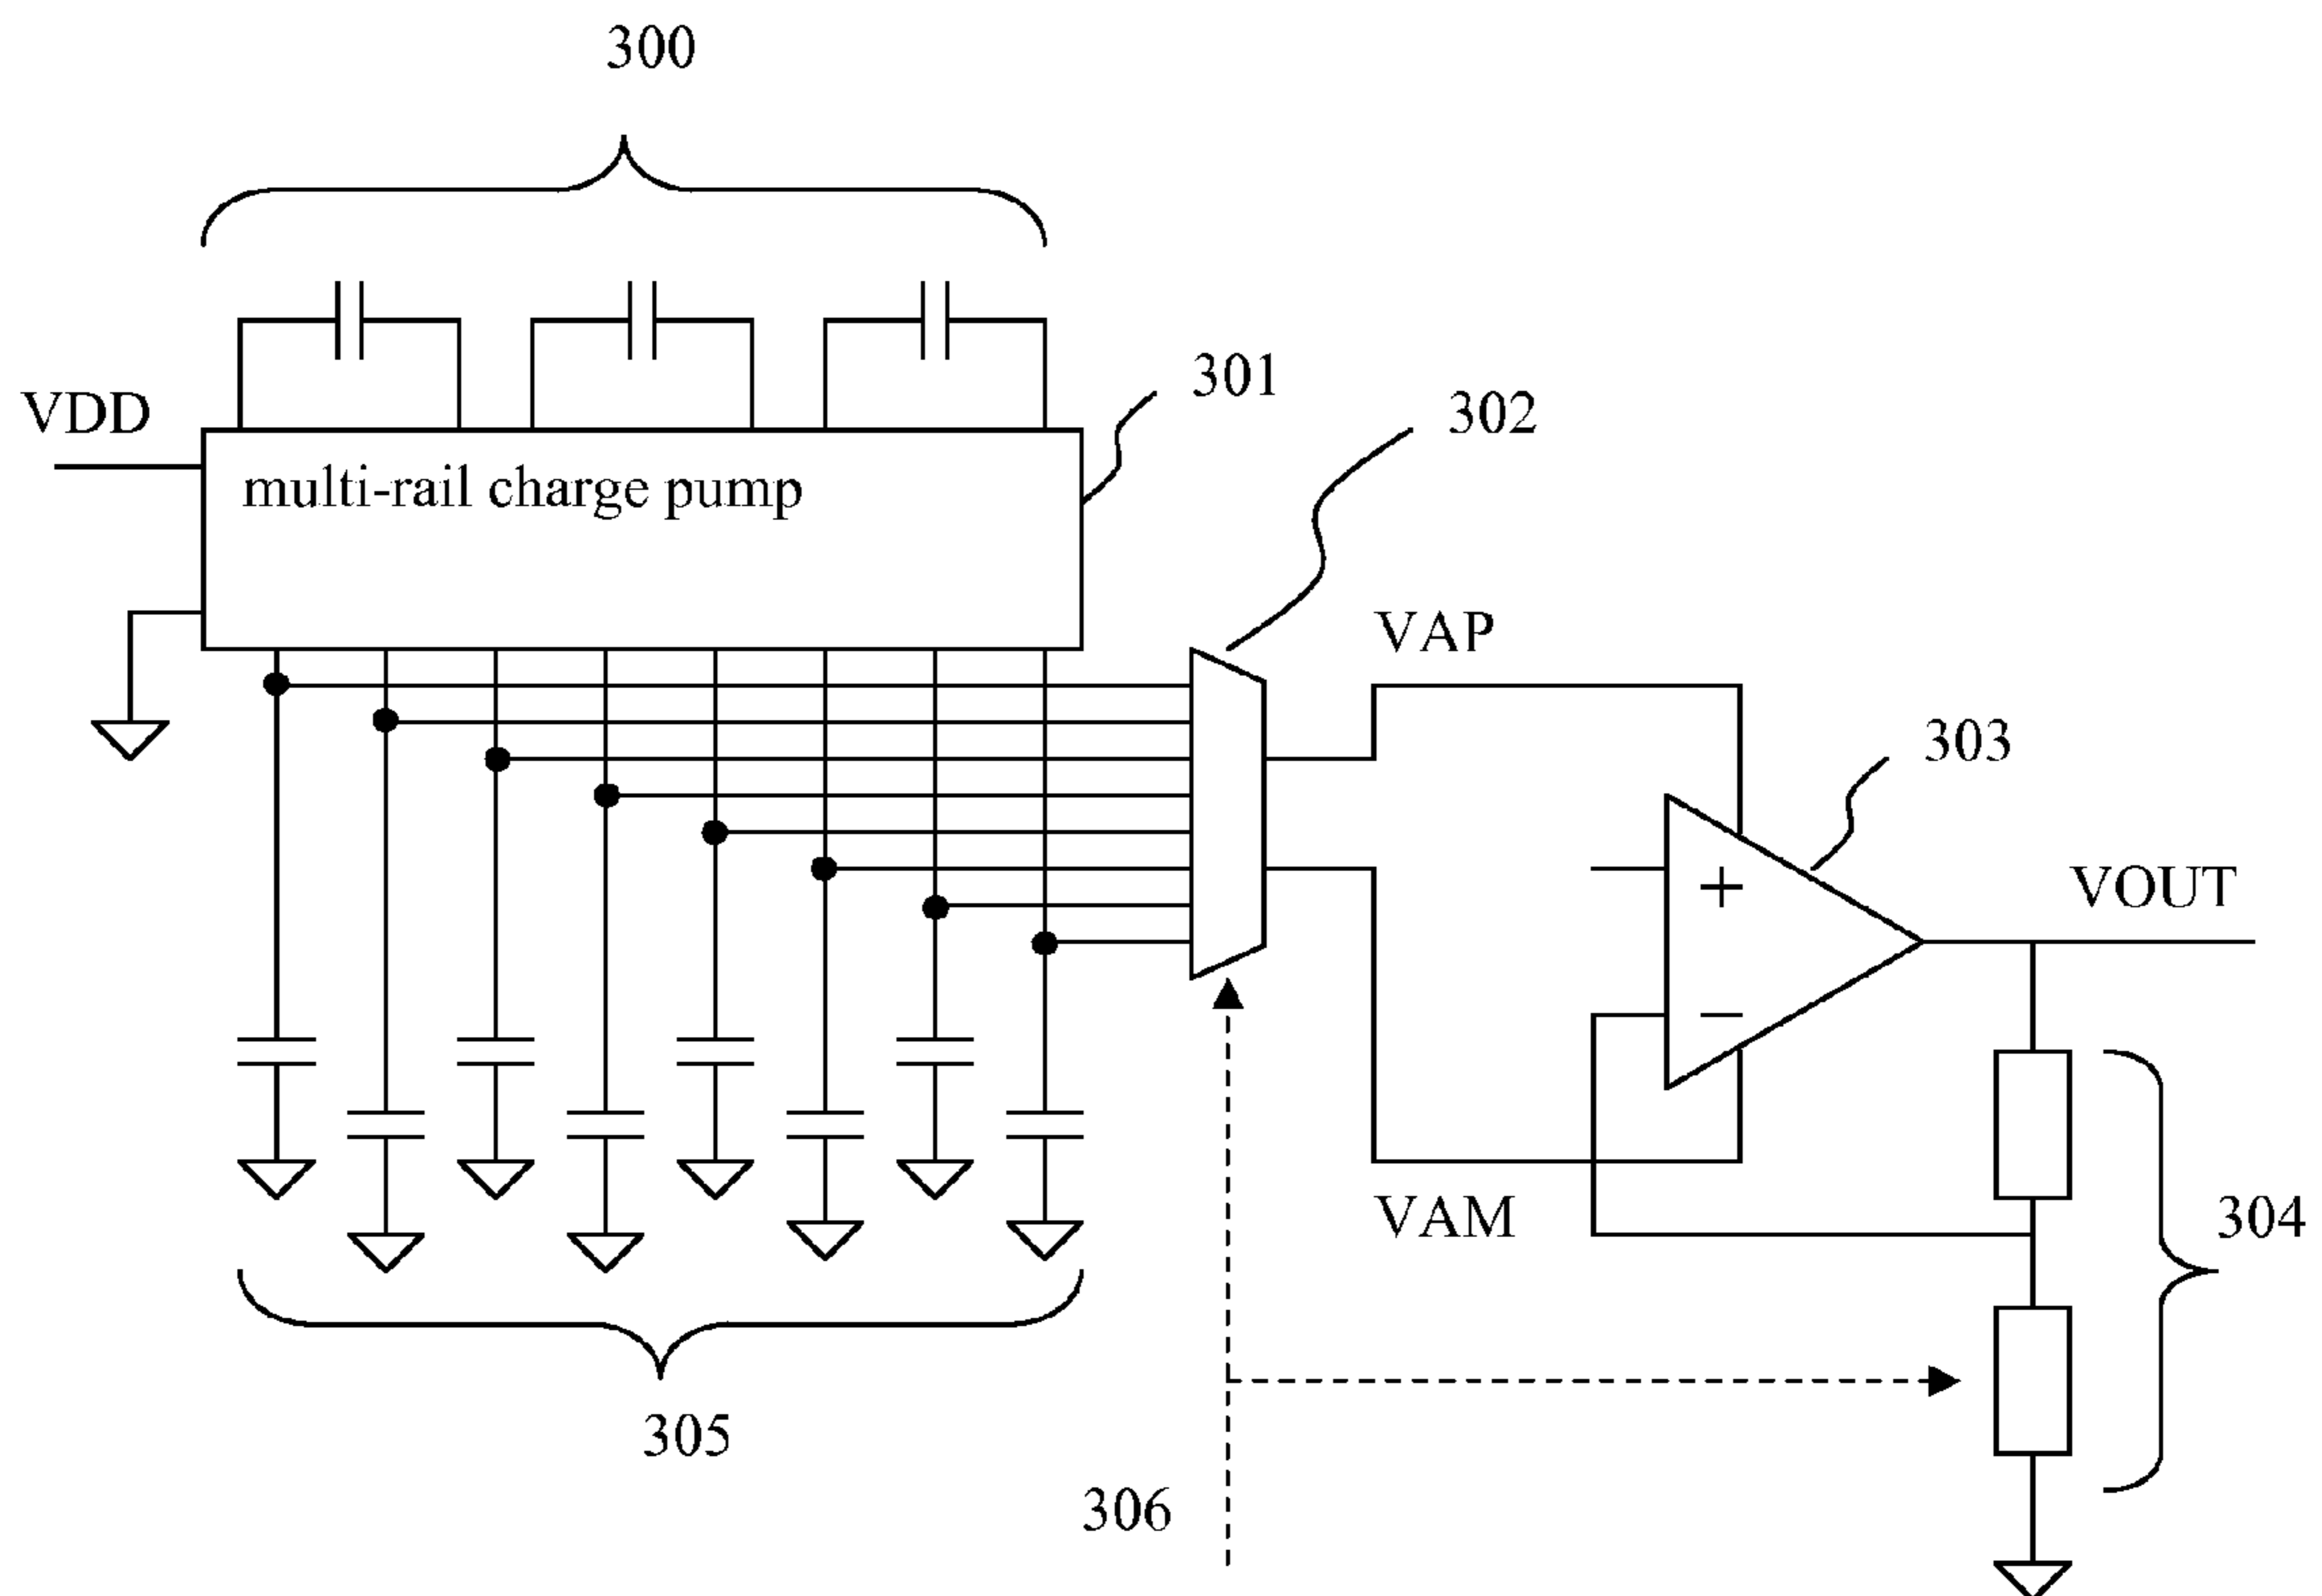 300
301
302
VDD
multi-rail charge pump
VAP
303
+
VOUT
−
VAM
304
305
306